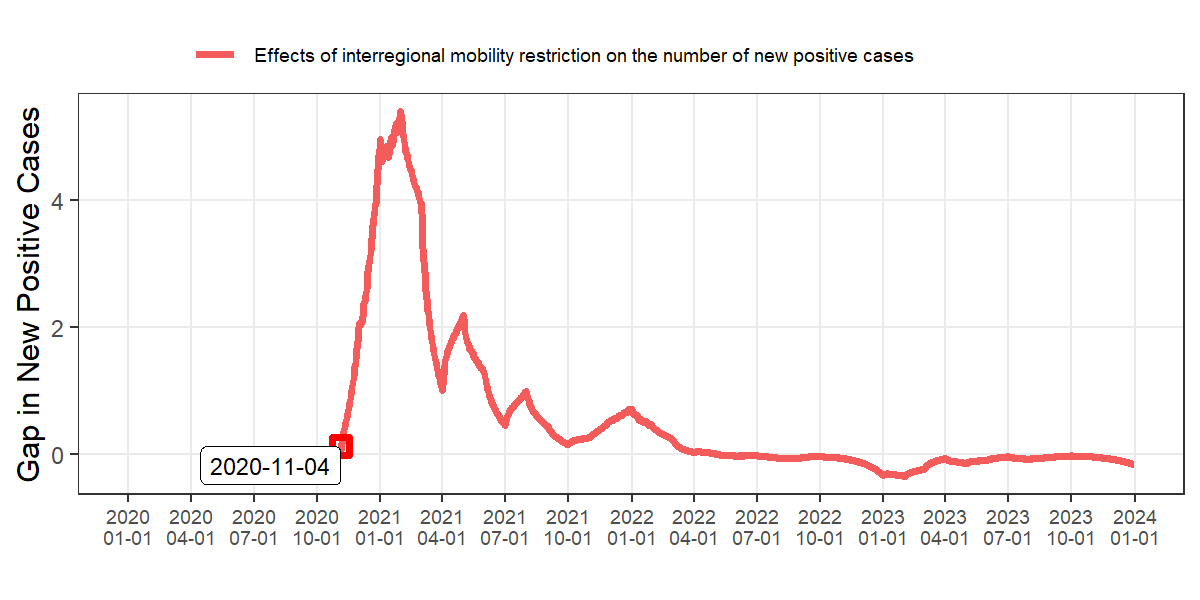 Effects of interregional mobility restriction on the number of new positive cases
Gap in New Positive Cases
4
2
0
2020-11-04
2020 2020 2020 2020 2021 2021 2021 2021 2022 2022 2022 2022 2023 2023 2023 2023 2024
01-01 04-01 07-01 10-01 01-01 04-01 07-01 10-01 01-01 04-01 07-01 10-01 01-01 04-01 07-01 10-01 01-01